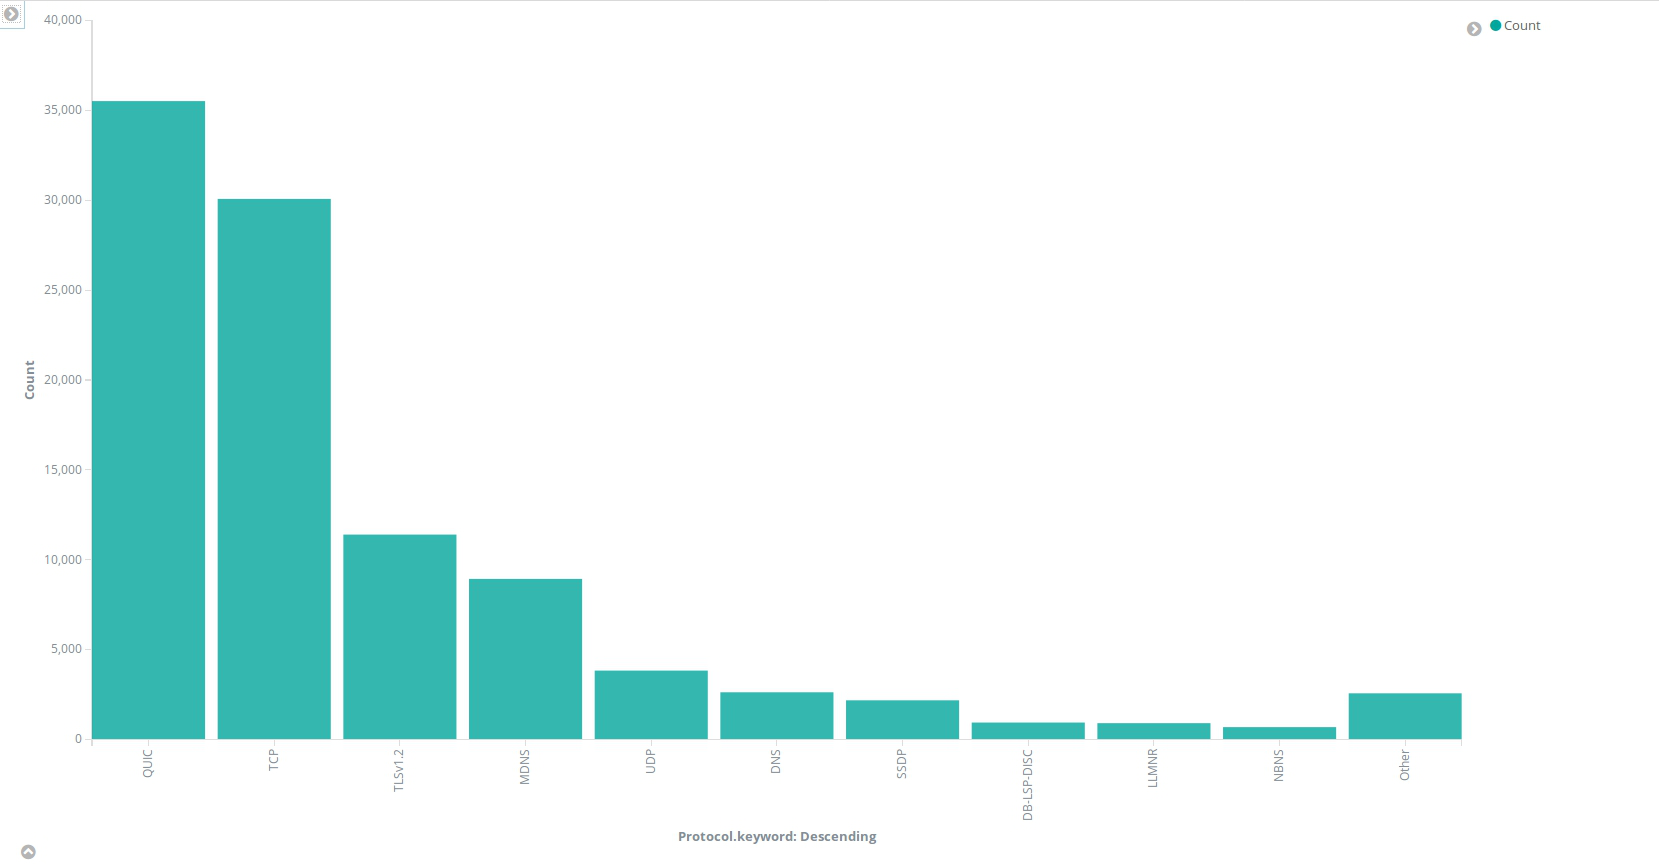 40,000
35,000
30,000
25,000
20,000
15,000
10,000
5,000
0
Count
Count
QUIC
TCP
TLSv1.2
MDNS
UDP
DNS
SSDP
DB-LSP-DISC
LLMNR
NBNS
Other
Protocol.keyword: Descending